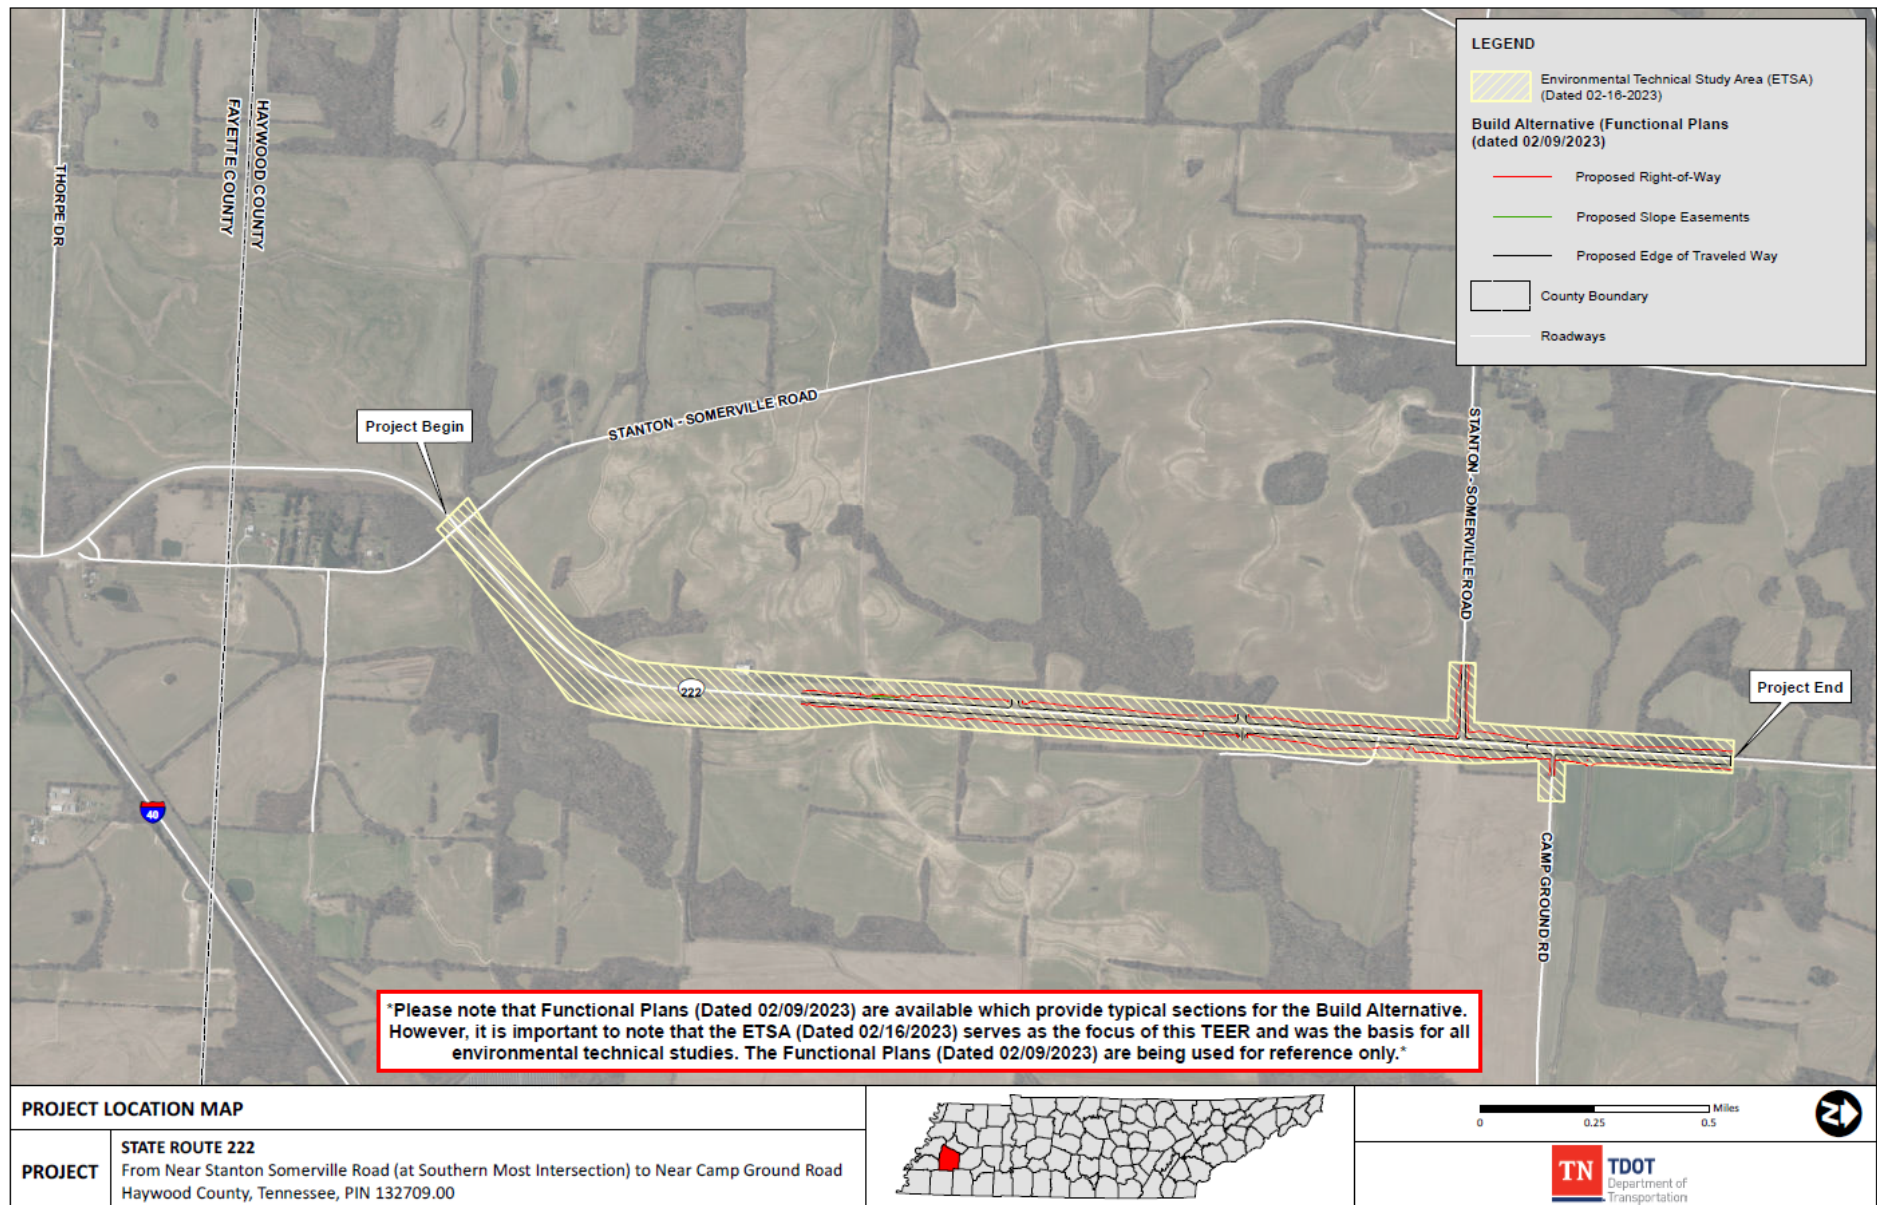 LEGEND
Environmental Technical Study Area (ETSA)
(Dated 02-16-2023)
Build Alternative (Functional Plans
(dated 02/09/2023)
Proposed Right-of-Way
Proposed Slope Easements
Proposed Edge of Traveled Way
County Boundary
Roadways
THORPE DR
FAYETTE COUNTY
HAYWOOD COUNTY
Project Begin
STANTON - SOMERVILLE ROAD
STANTON - SOMERVILLE ROAD
222
Project End
40
CAMP GROUND RD
*Please note that Functional Plans (Dated 02/09/2023) are available which provide typical sections for the Build Alternative.
However, it is important to note that the ETSA (Dated 02/16/2023) serves as the focus of this TEER and was the basis for all
environmental technical studies. The Functional Plans (Dated 02/09/2023) are being used for reference only.*
PROJECT LOCATION MAP
PROJECT
STATE ROUTE 222
From Near Stanton Somerville Road (at Southern Most Intersection) to Near Camp Ground Road
Haywood County, Tennessee, PIN 132709.00
Miles
0 0.25 0.5
N
TN
TDOT
Department of
Transportation